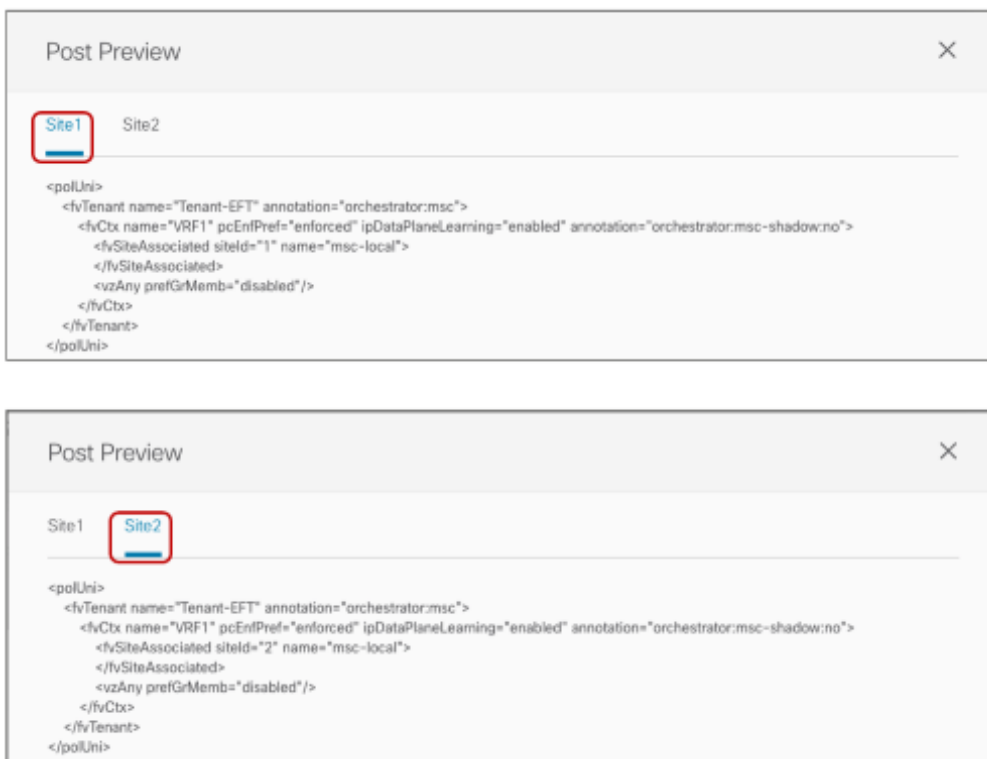 Post Preview
Site1 Site2
<polUni>
<fvTenant name="Tenant-EFT" annotation="orchestrator:msc">
<fvCtx name="VRF1" pcEnfPref="enforced" ipDataPlaneLearning="enabled" annotation="orchestrator:msc-shadow:no">
<fvSiteAssociated siteId="1" name="msc-local">
</fvSiteAssociated>
<vzAny prefGrMemb="disabled"/>
</fvCtx>
</fvTenant>
</polUni>
Post Preview
Site1 Site2
<polUni>
<fvTenant name="Tenant-EFT" annotation="orchestrator:msc">
<fvCtx name="VRF1" pcEnfPref="enforced" ipDataPlaneLearning="enabled" annotation="orchestrator:msc-shadow:no">
<fvSiteAssociated siteId="2" name="msc-local">
</fvSiteAssociated>
<vzAny prefGrMemb="disabled"/>
</fvCtx>
</fvTenant>
</polUni>